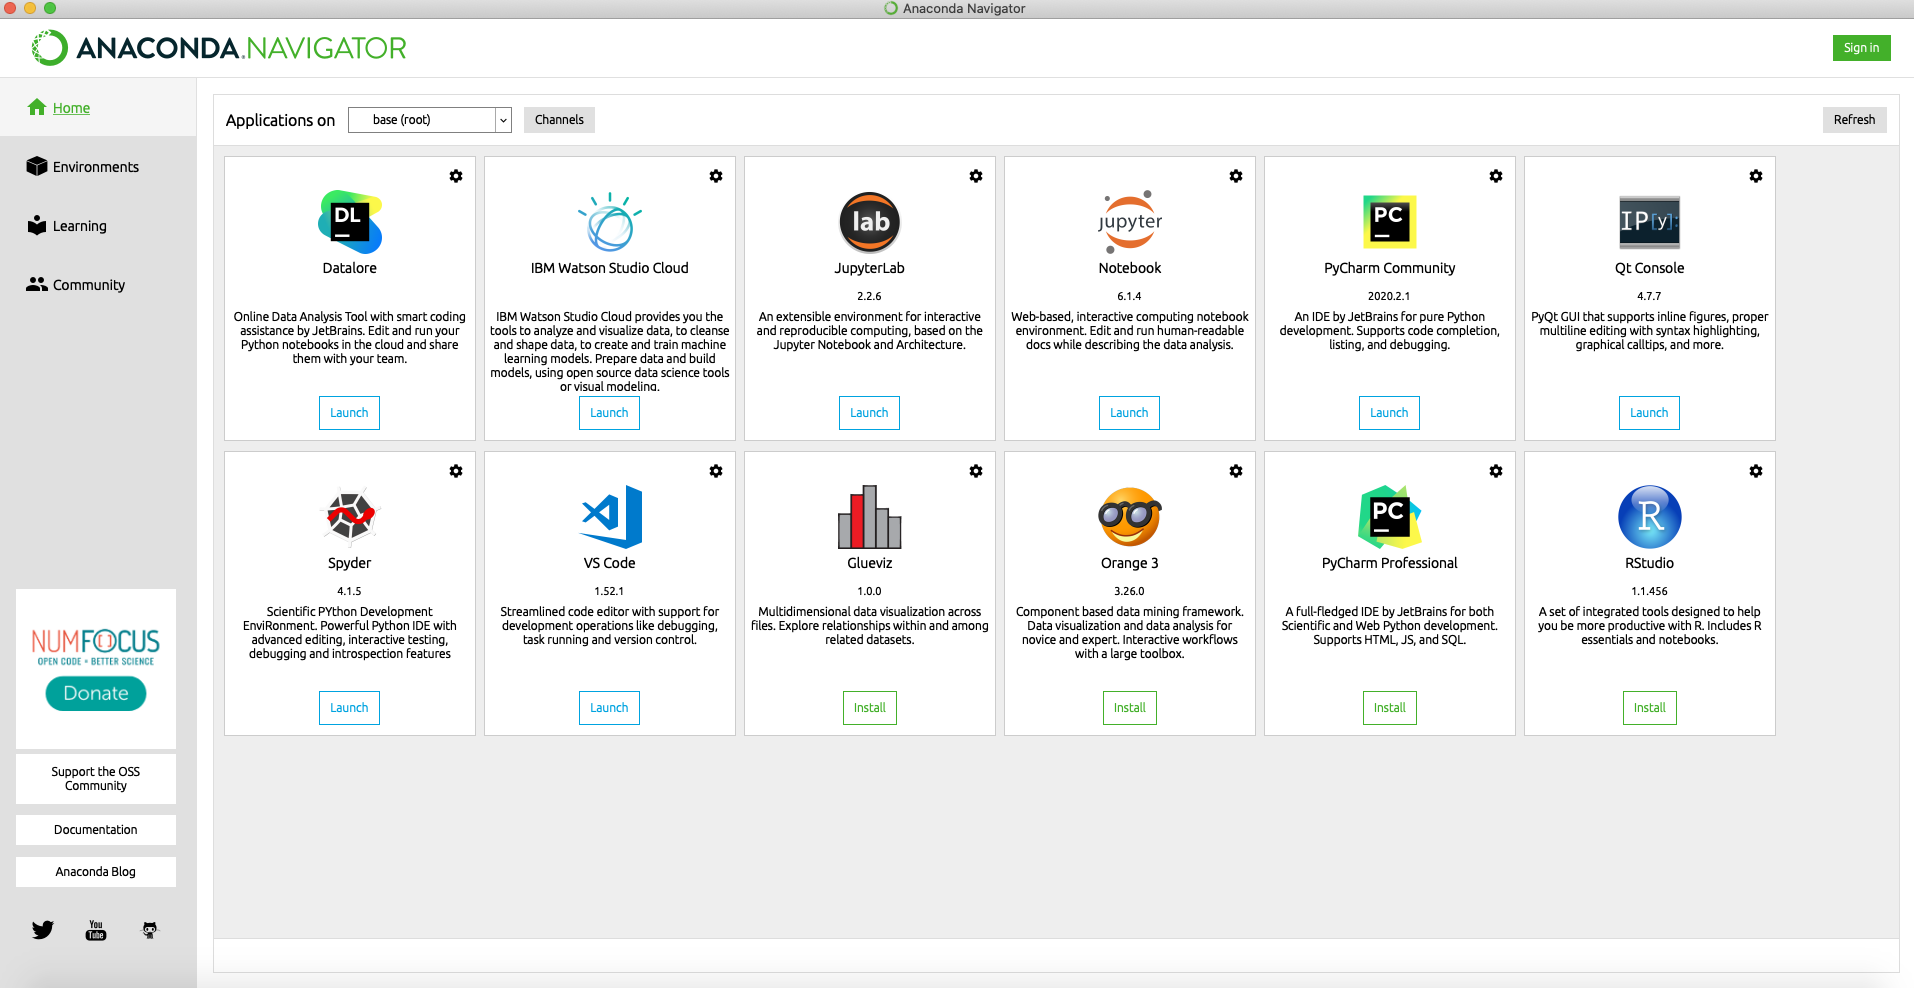 Anaconda Navigator
ANACONDA.NAVIGATOR
Sign in
Home
Environments
Learning
Community
NUMFOCUS
OPEN CODE = BETTER SCIENCE
Donate
Support the OSS
Community
Documentation
Anaconda Blog
You
Tube
Applications on
base (root)
Channels
Refresh
DL
Datalore
Online Data Analysis Tool with smart coding
assistance by JetBrains. Edit and run your
Python notebooks in the cloud and share
them with your team.
Launch
IBM Watson Studio Cloud
IBM Watson Studio Cloud provides you the
tools to analyze and visualize data, to cleanse
and shape data, to create and train machine
learning models. Prepare data and build
models, using open source data science tools
or visual modeling.
Launch
lab
JupyterLab
2.2.6
An extensible environment for interactive
and reproducible computing, based on the
Jupyter Notebook and Architecture.
Launch
jupyter
Notebook
6.1.4
Web-based, interactive computing notebook
environment. Edit and run human-readable
docs while describing the data analysis.
Launch
PC
PyCharm Community
2020.2.1
An IDE by JetBrains for pure Python
development. Supports code completion,
listing, and debugging.
Launch
IP[y]:
Qt Console
4.7.7
PyQt GUI that supports inline figures, proper
multiline editing with syntax highlighting,
graphical calltips, and more.
Launch
Spyder
4.1.5
Scientific PYthon Development
EnviRonment. Powerful Python IDE with
advanced editing, interactive testing,
debugging and introspection features
Launch
VS Code
1.52.1
Streamlined code editor with support for
development operations like debugging,
task running and version control.
Launch
Glueviz
1.0.0
Multidimensional data visualization across
files. Explore relationships within and among
related datasets.
Install
Orange 3
3.26.0
Component based data mining framework.
Data visualization and data analysis for
novice and expert. Interactive workflows
with a large toolbox.
Install
PC
PyCharm Professional
A full-fledged IDE by JetBrains for both
Scientific and Web Python development.
Supports HTML, JS, and SQL.
Install
R
RStudio
1.1.456
A set of integrated tools designed to help
you be more productive with R. Includes R
essentials and notebooks.
Install